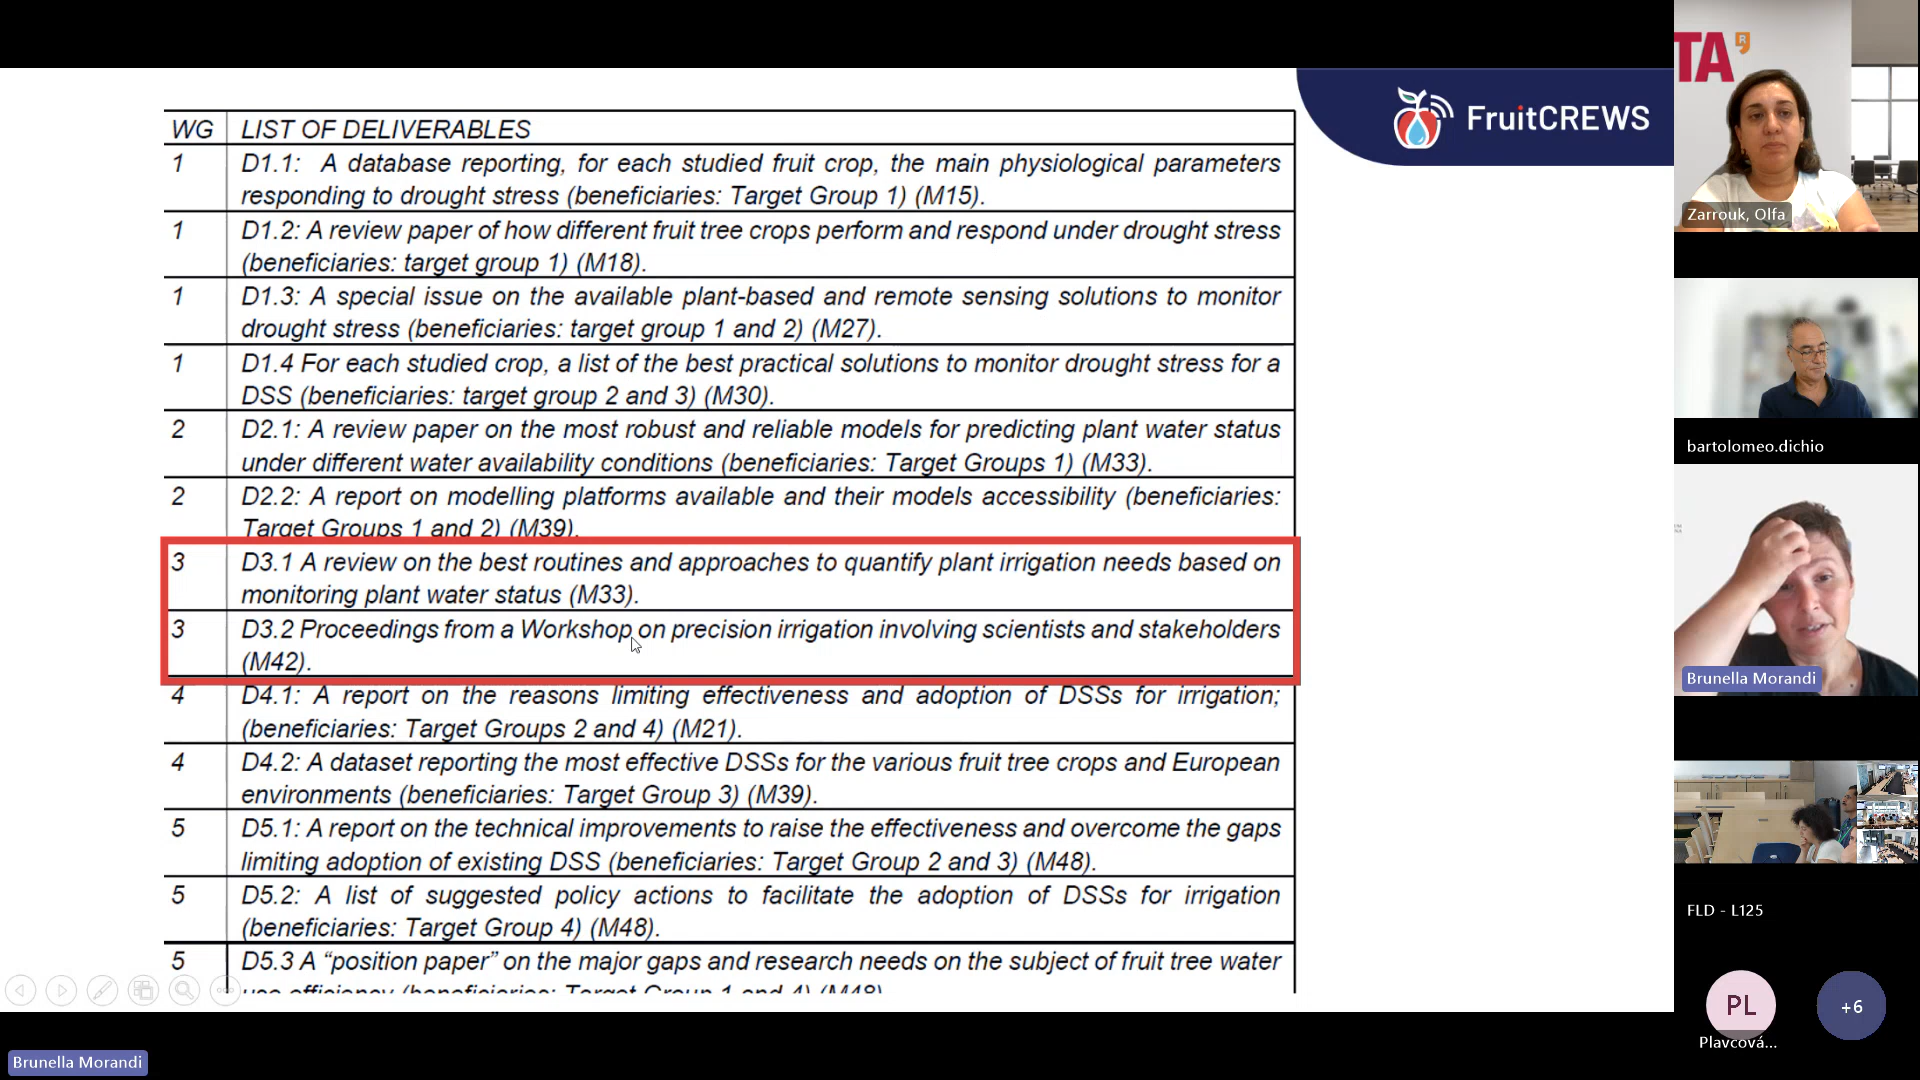 WG LIST OF DELIVERABLES
1 D1.1: A database reporting, for each studied fruit crop, the main physiological parameters
responding to drought stress (beneficiaries: Target Group 1) (M15).
1 D1.2: A review paper of how different fruit tree crops perform and respond under drought stress
(beneficiaries: target group 1) (M18).
1 D1.3: A special issue on the available plant-based and remote sensing solutions to monitor
drought stress (beneficiaries: target group 1 and 2) (M27).
1 D1.4 For each studied crop, a list of the best practical solutions to monitor drought stress for a
DSS (beneficiaries: target group 2 and 3) (M30).
2 D2.1: A review paper on the most robust and reliable models for predicting plant water status
under different water availability conditions (beneficiaries: Target Groups 1) (M33).
2 D2.2: A report on modelling platforms available and their models accessibility (beneficiaries:
Target Groups 1 and 2) (M39).
3 D3.1 A review on the best routines and approaches to quantify plant irrigation needs based on
monitoring plant water status (M33).
3 D3.2 Proceedings from a Workshop on precision irrigation involving scientists and stakeholders
(M42).
4 D4.1: A report on the reasons limiting effectiveness and adoption of DSSs for irrigation;
(beneficiaries: Target Groups 2 and 4) (M21).
4 D4.2: A dataset reporting the most effective DSSs for the various fruit tree crops and European
environments (beneficiaries: Target Group 3) (M39).
5 D5.1: A report on the technical improvements to raise the effectiveness and overcome the gaps
limiting adoption of existing DSS (beneficiaries: Target Group 2 and 3) (M48).
5 D5.2: A list of suggested policy actions to facilitate the adoption of DSSs for irrigation
(beneficiaries: Target Group 4) (M48).
5 D5.3 A “position paper” on the major gaps and research needs on the subject of fruit tree water
use efficiency (beneficiaries: Target Group 1 and 4) (M48)
FruitCREWS
TA
R
Zarrouk, Olfa
bartolomeo.dichio
Brunella Morandi
FLD - L125
PL
+6
Plavcová...
Brunella Morandi